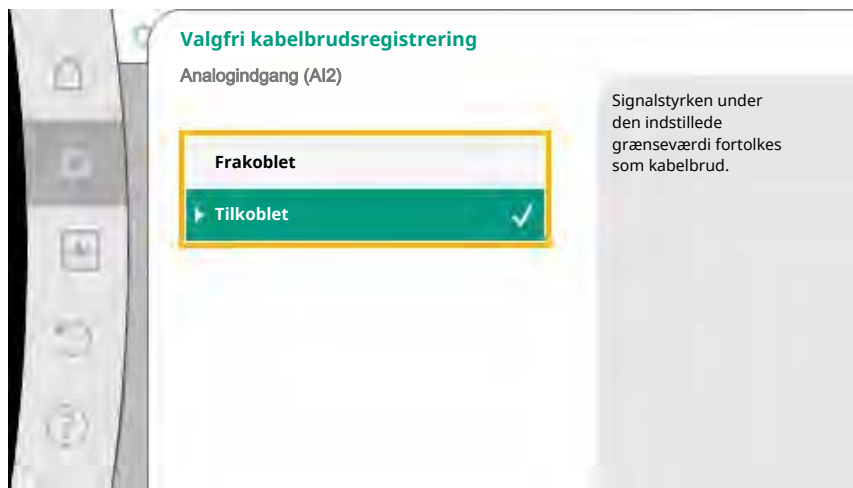 Valgfri kabelbrudsregistrering
Analogindgang (AI2)
Frakoblet
Tilkoblet
Signalstyrken under
den indstillede
grænseværdi fortolkes
som kabelbrud.